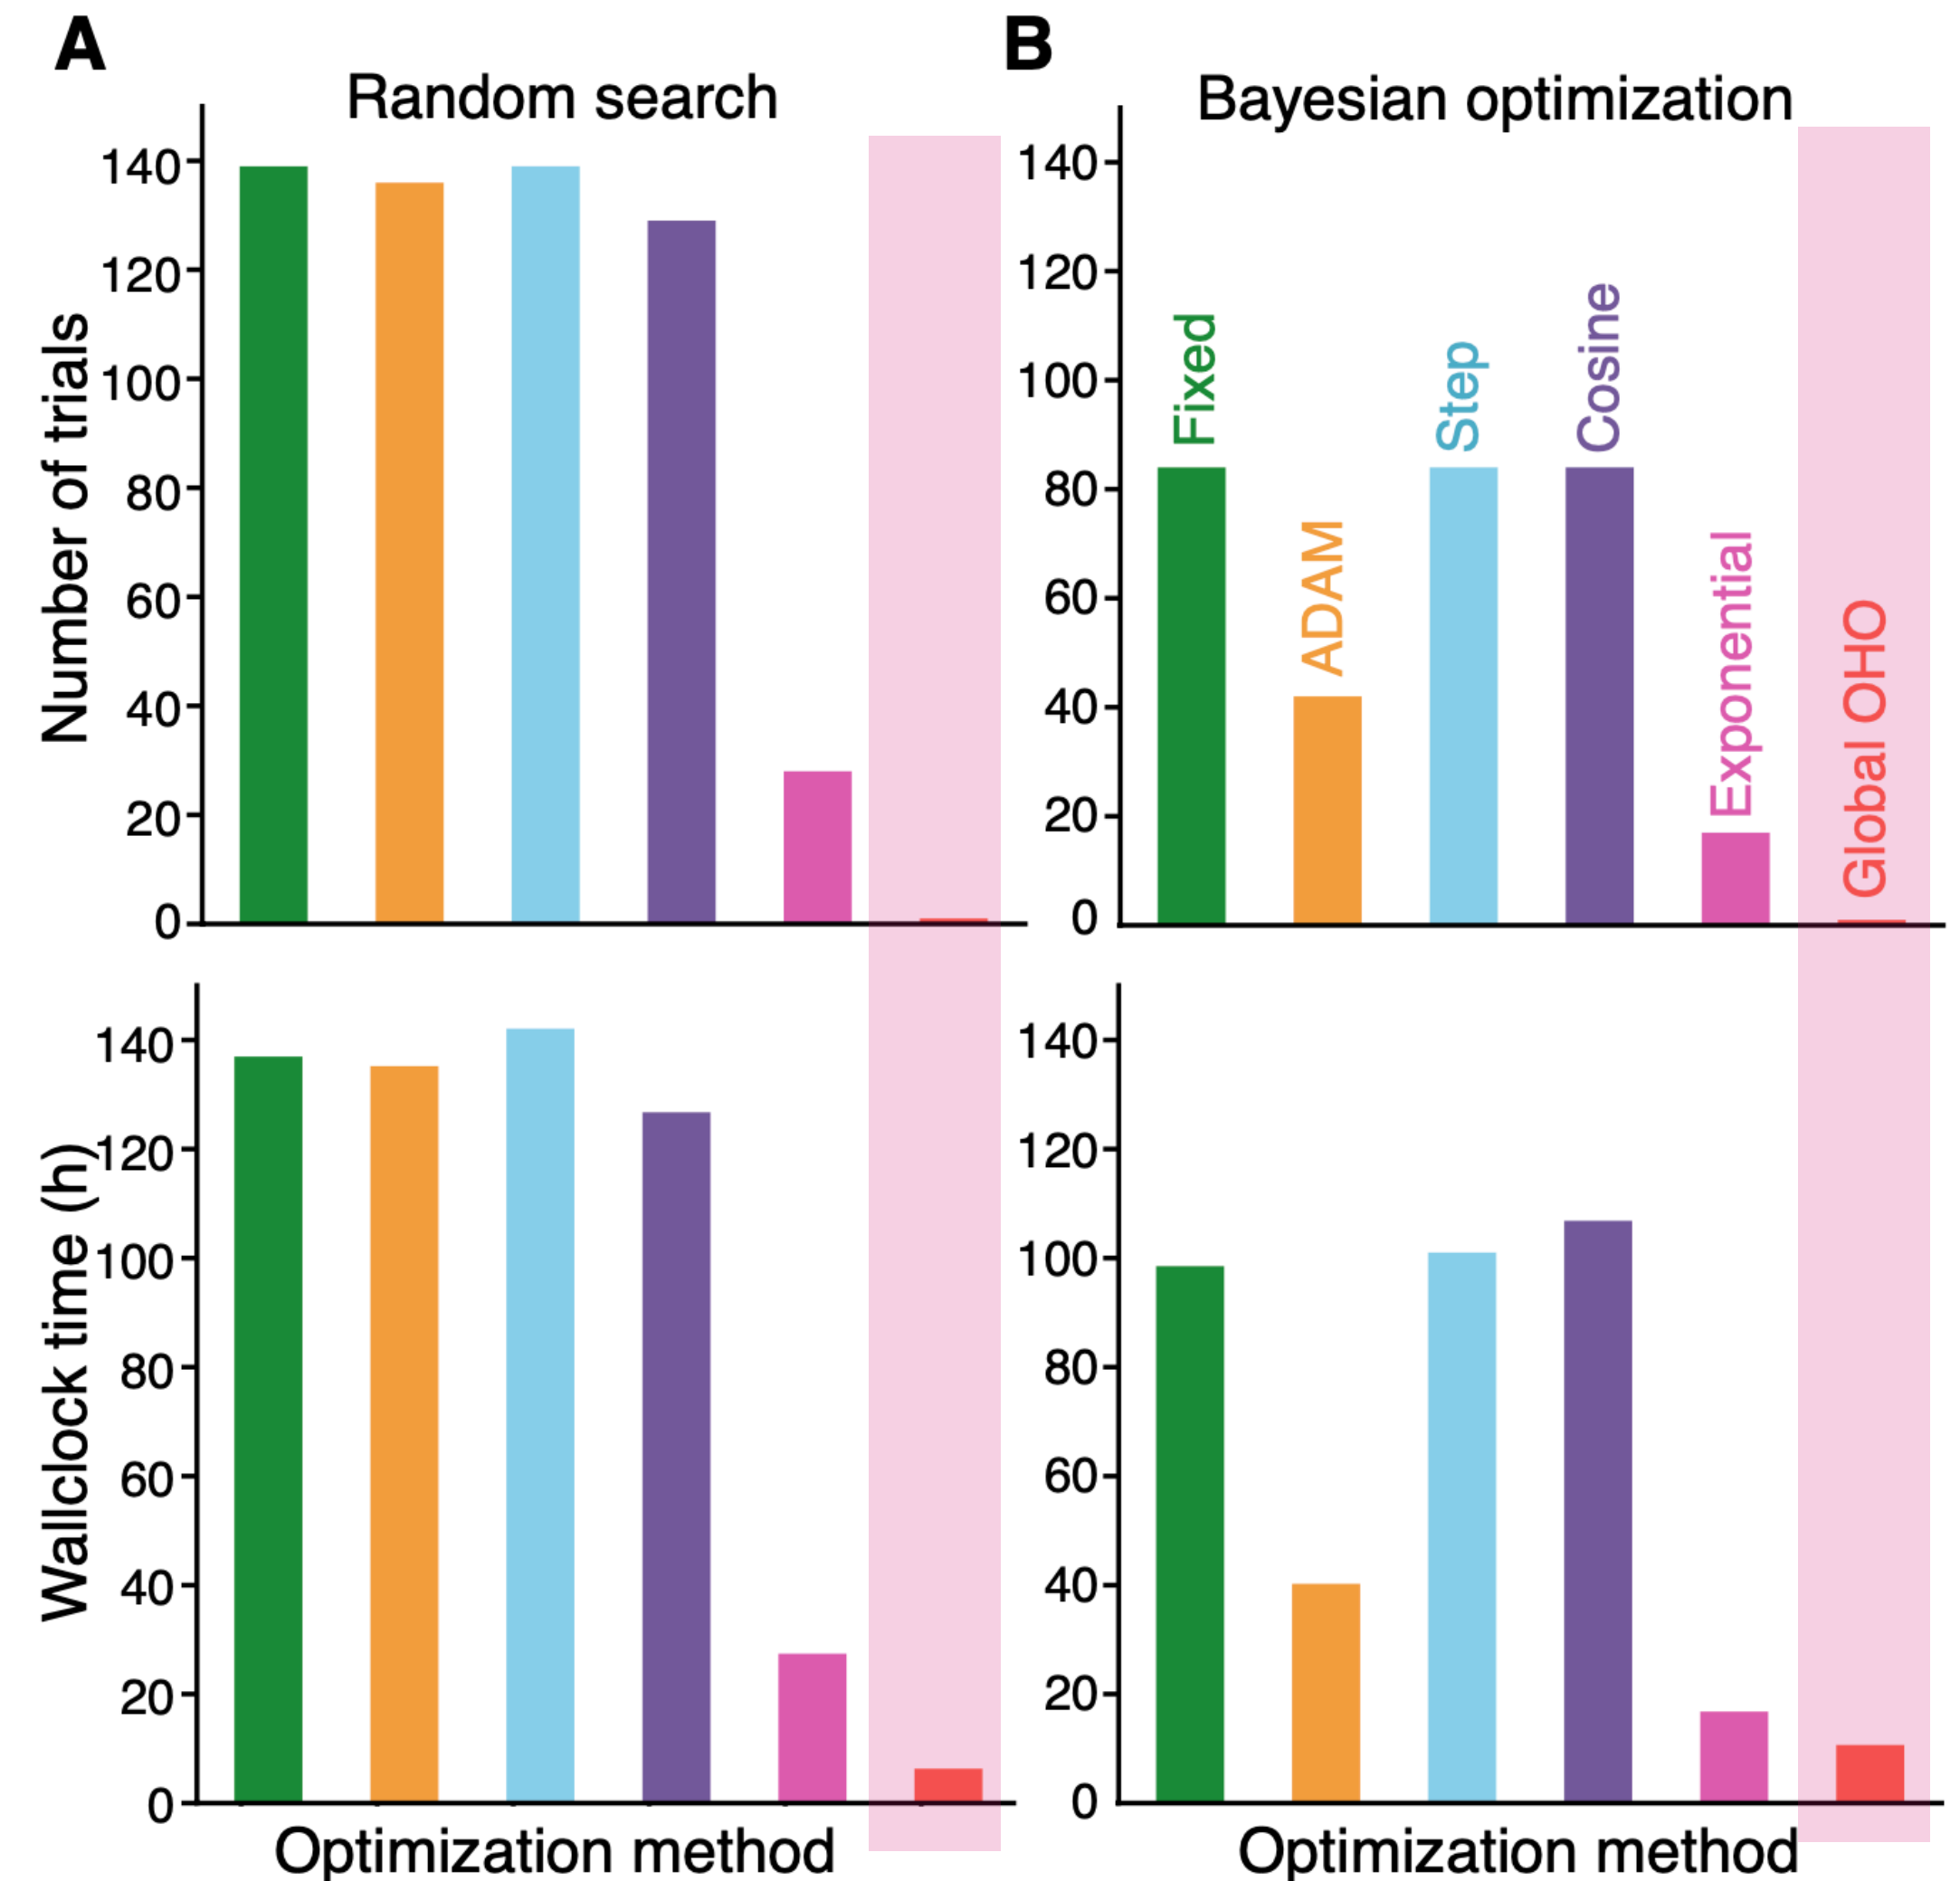 A
Random search
Number of trials
140
120
100
80
60
40
20
0
B
Bayesian optimization
140
120
100
80
60
40
20
0
Fixed
ADAM
Step
Cosine
Exponential
Global OHO
Wallclock time (h)
140
120
100
80
60
40
20
0
Optimization method
140
120
100
80
60
40
20
0
Optimization method